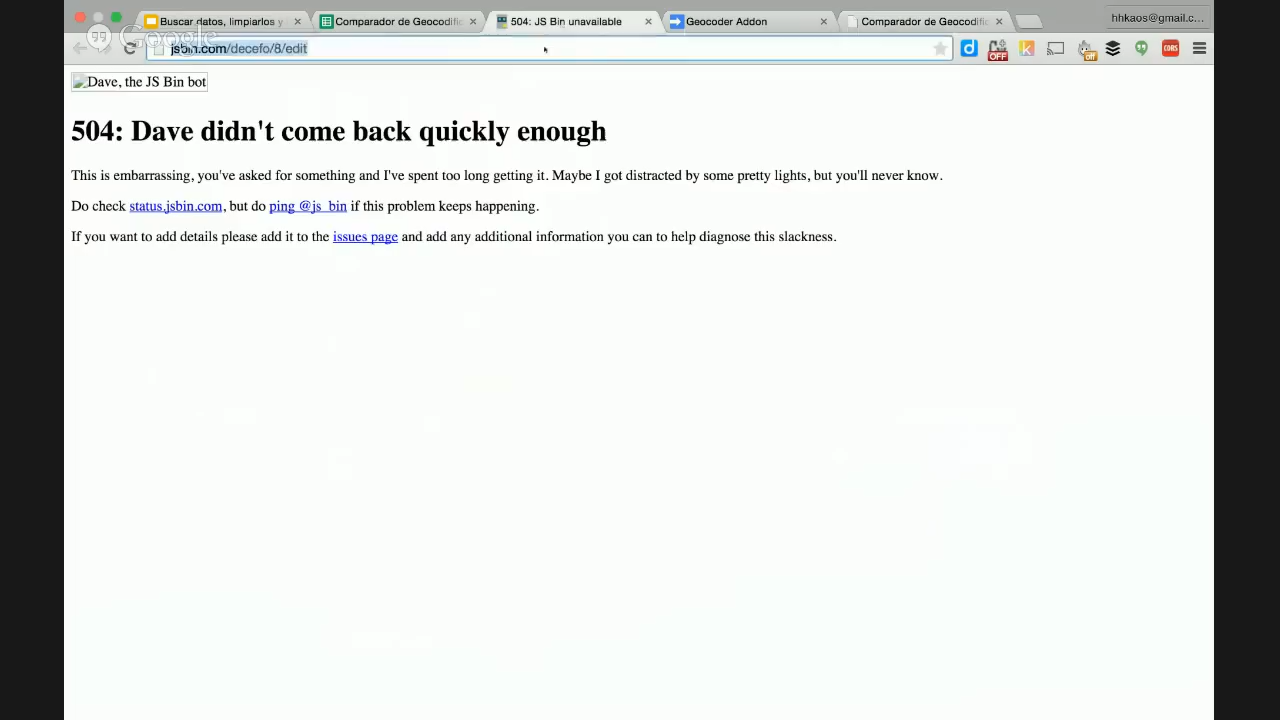 Buscar datos, limpiarlos y
Comparador de Geocodific
504: JS Bin unavailable
Geocoder Addon
Comparador de Geocodific
hhkaos@gmail.c...
Google
jsbin.com/decefo/8/edit
OFF
off
CORS
Dave, the JS Bin bot
504: Dave didn't come back quickly enough
This is embarrassing, you've asked for something and I've spent too long getting it. Maybe I got distracted by some pretty lights, but you'll never know.
Do check status.jsbin.com, but do ping @js_bin if this problem keeps happening.
If you want to add details please add it to the issues page and add any additional information you can to help diagnose this slackness.